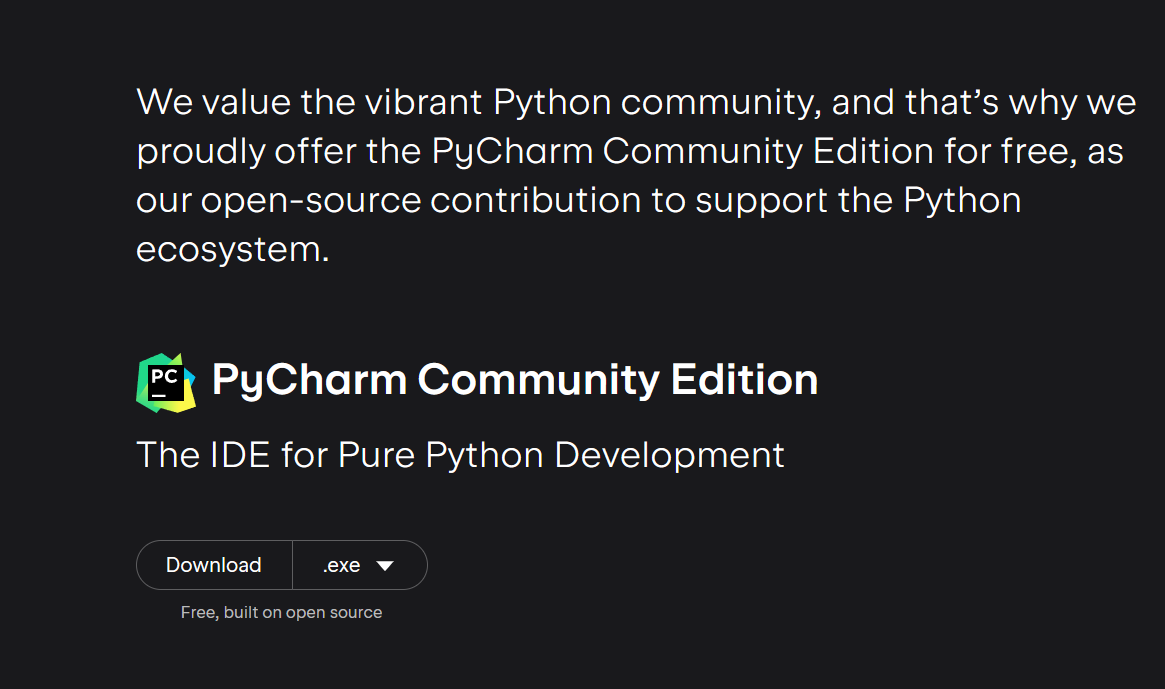 We value the vibrant Python community, and that's why we
proudly offer the PyCharm Community Edition for free, as
our open-source contribution to support the Python
ecosystem.
PC
PyCharm Community Edition
The IDE for Pure Python Development
Download .exe
Free, built on open source